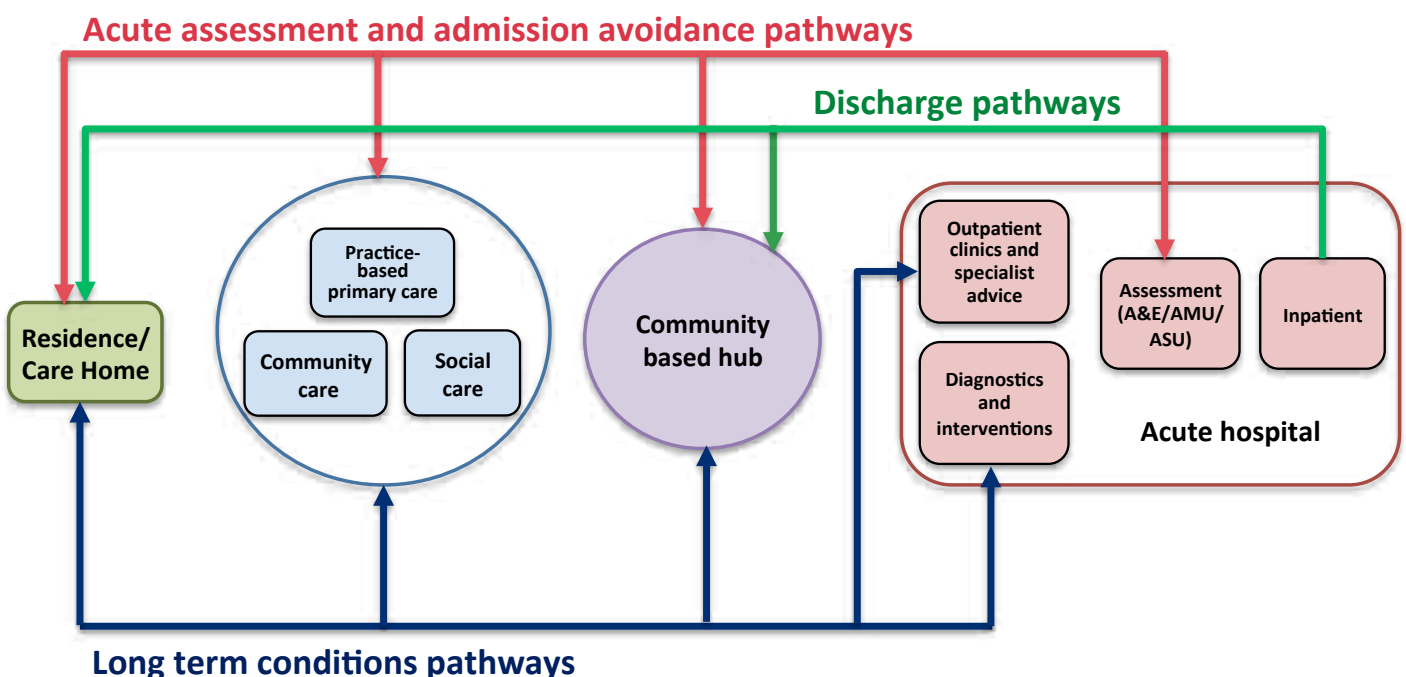 Acute assessment and admission avoidance pathways
Discharge pathways
Residence/
Care Home
Practice-
based
primary care
Community
care
Social
care
Community
based hub
Outpatient
clinics and
specialist
advice
Diagnostics
and
interventions
Assessment
(A&E/AMU/
ASU)
Inpatient
Acute hospital
Long term conditions pathways